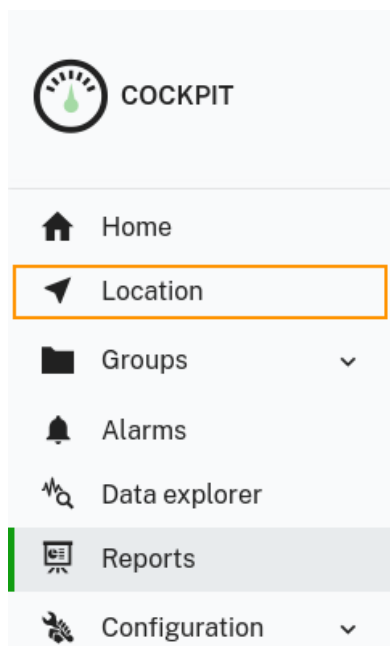 COCKPIT
Home
Location
Groups
Alarms
Data explorer
Reports
Configuration